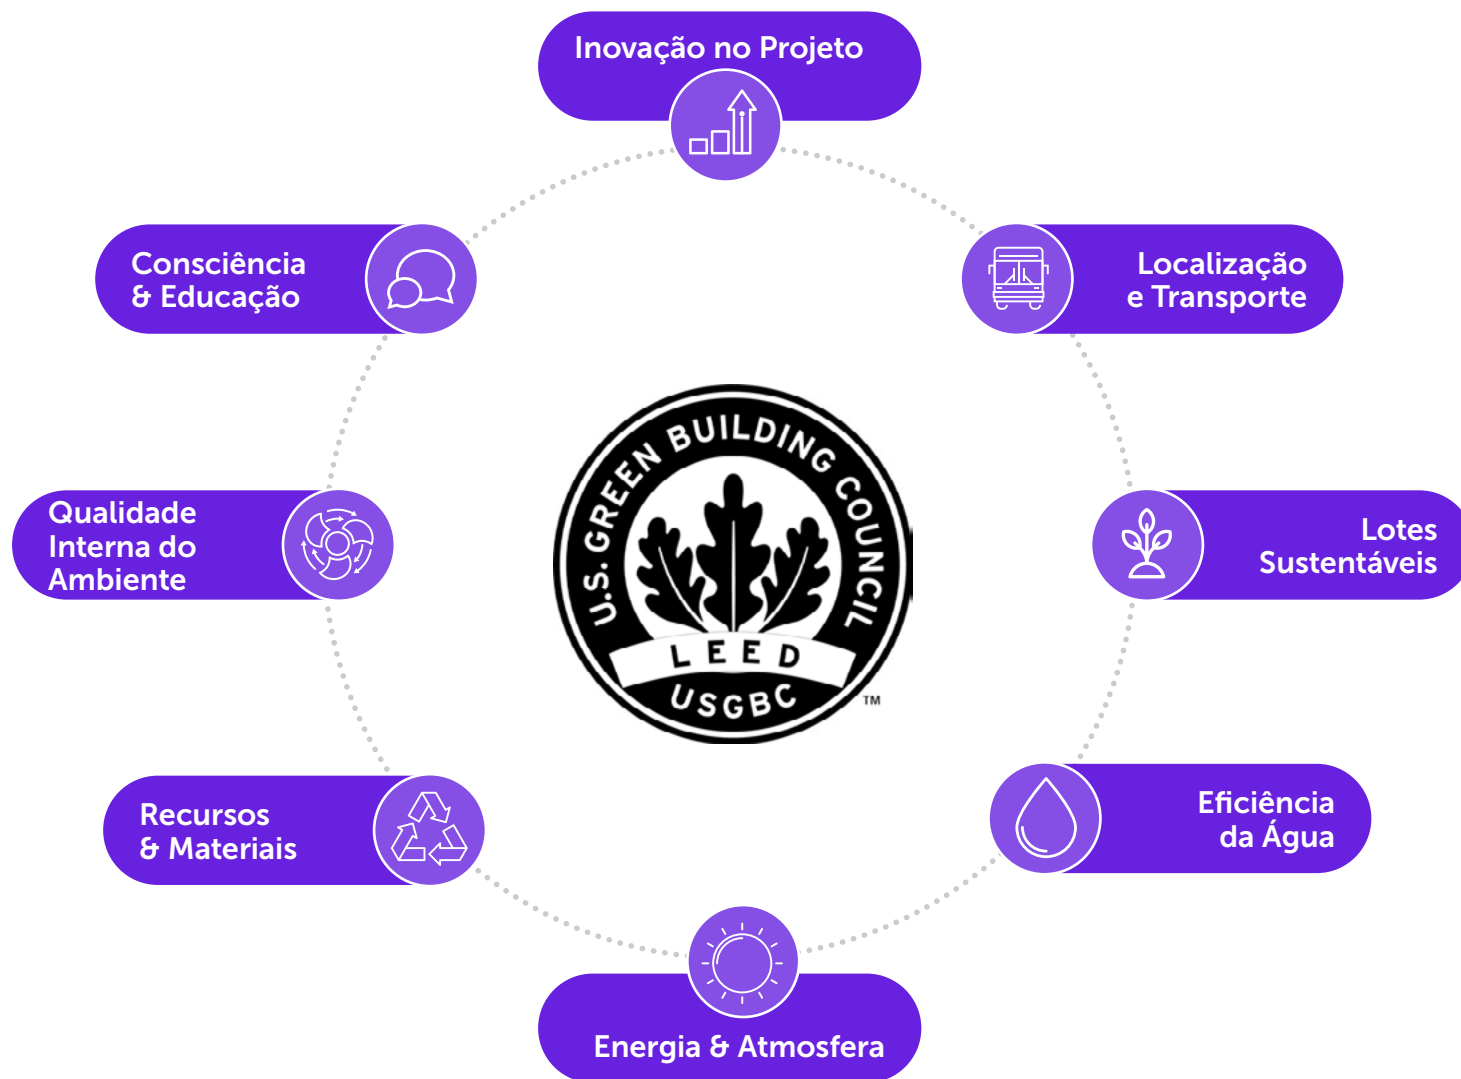 Inovação no Projeto
Consciência
& Educação
Localização
e Transporte
U.S. GREEN BUILDING COUNCIL
LEED
USGBC
TM
Qualidade
Interna do
Ambiente
Lotes
Sustentáveis
Recursos
& Materiais
Eficiência
da Água
Energia & Atmosfera